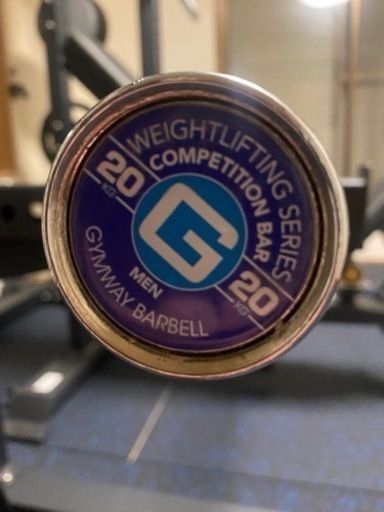 WEIGHTLIFTING SERIES
COMPETITION BAR
20 KG
G
20 KG
MEN
GYMWAY BARBELL